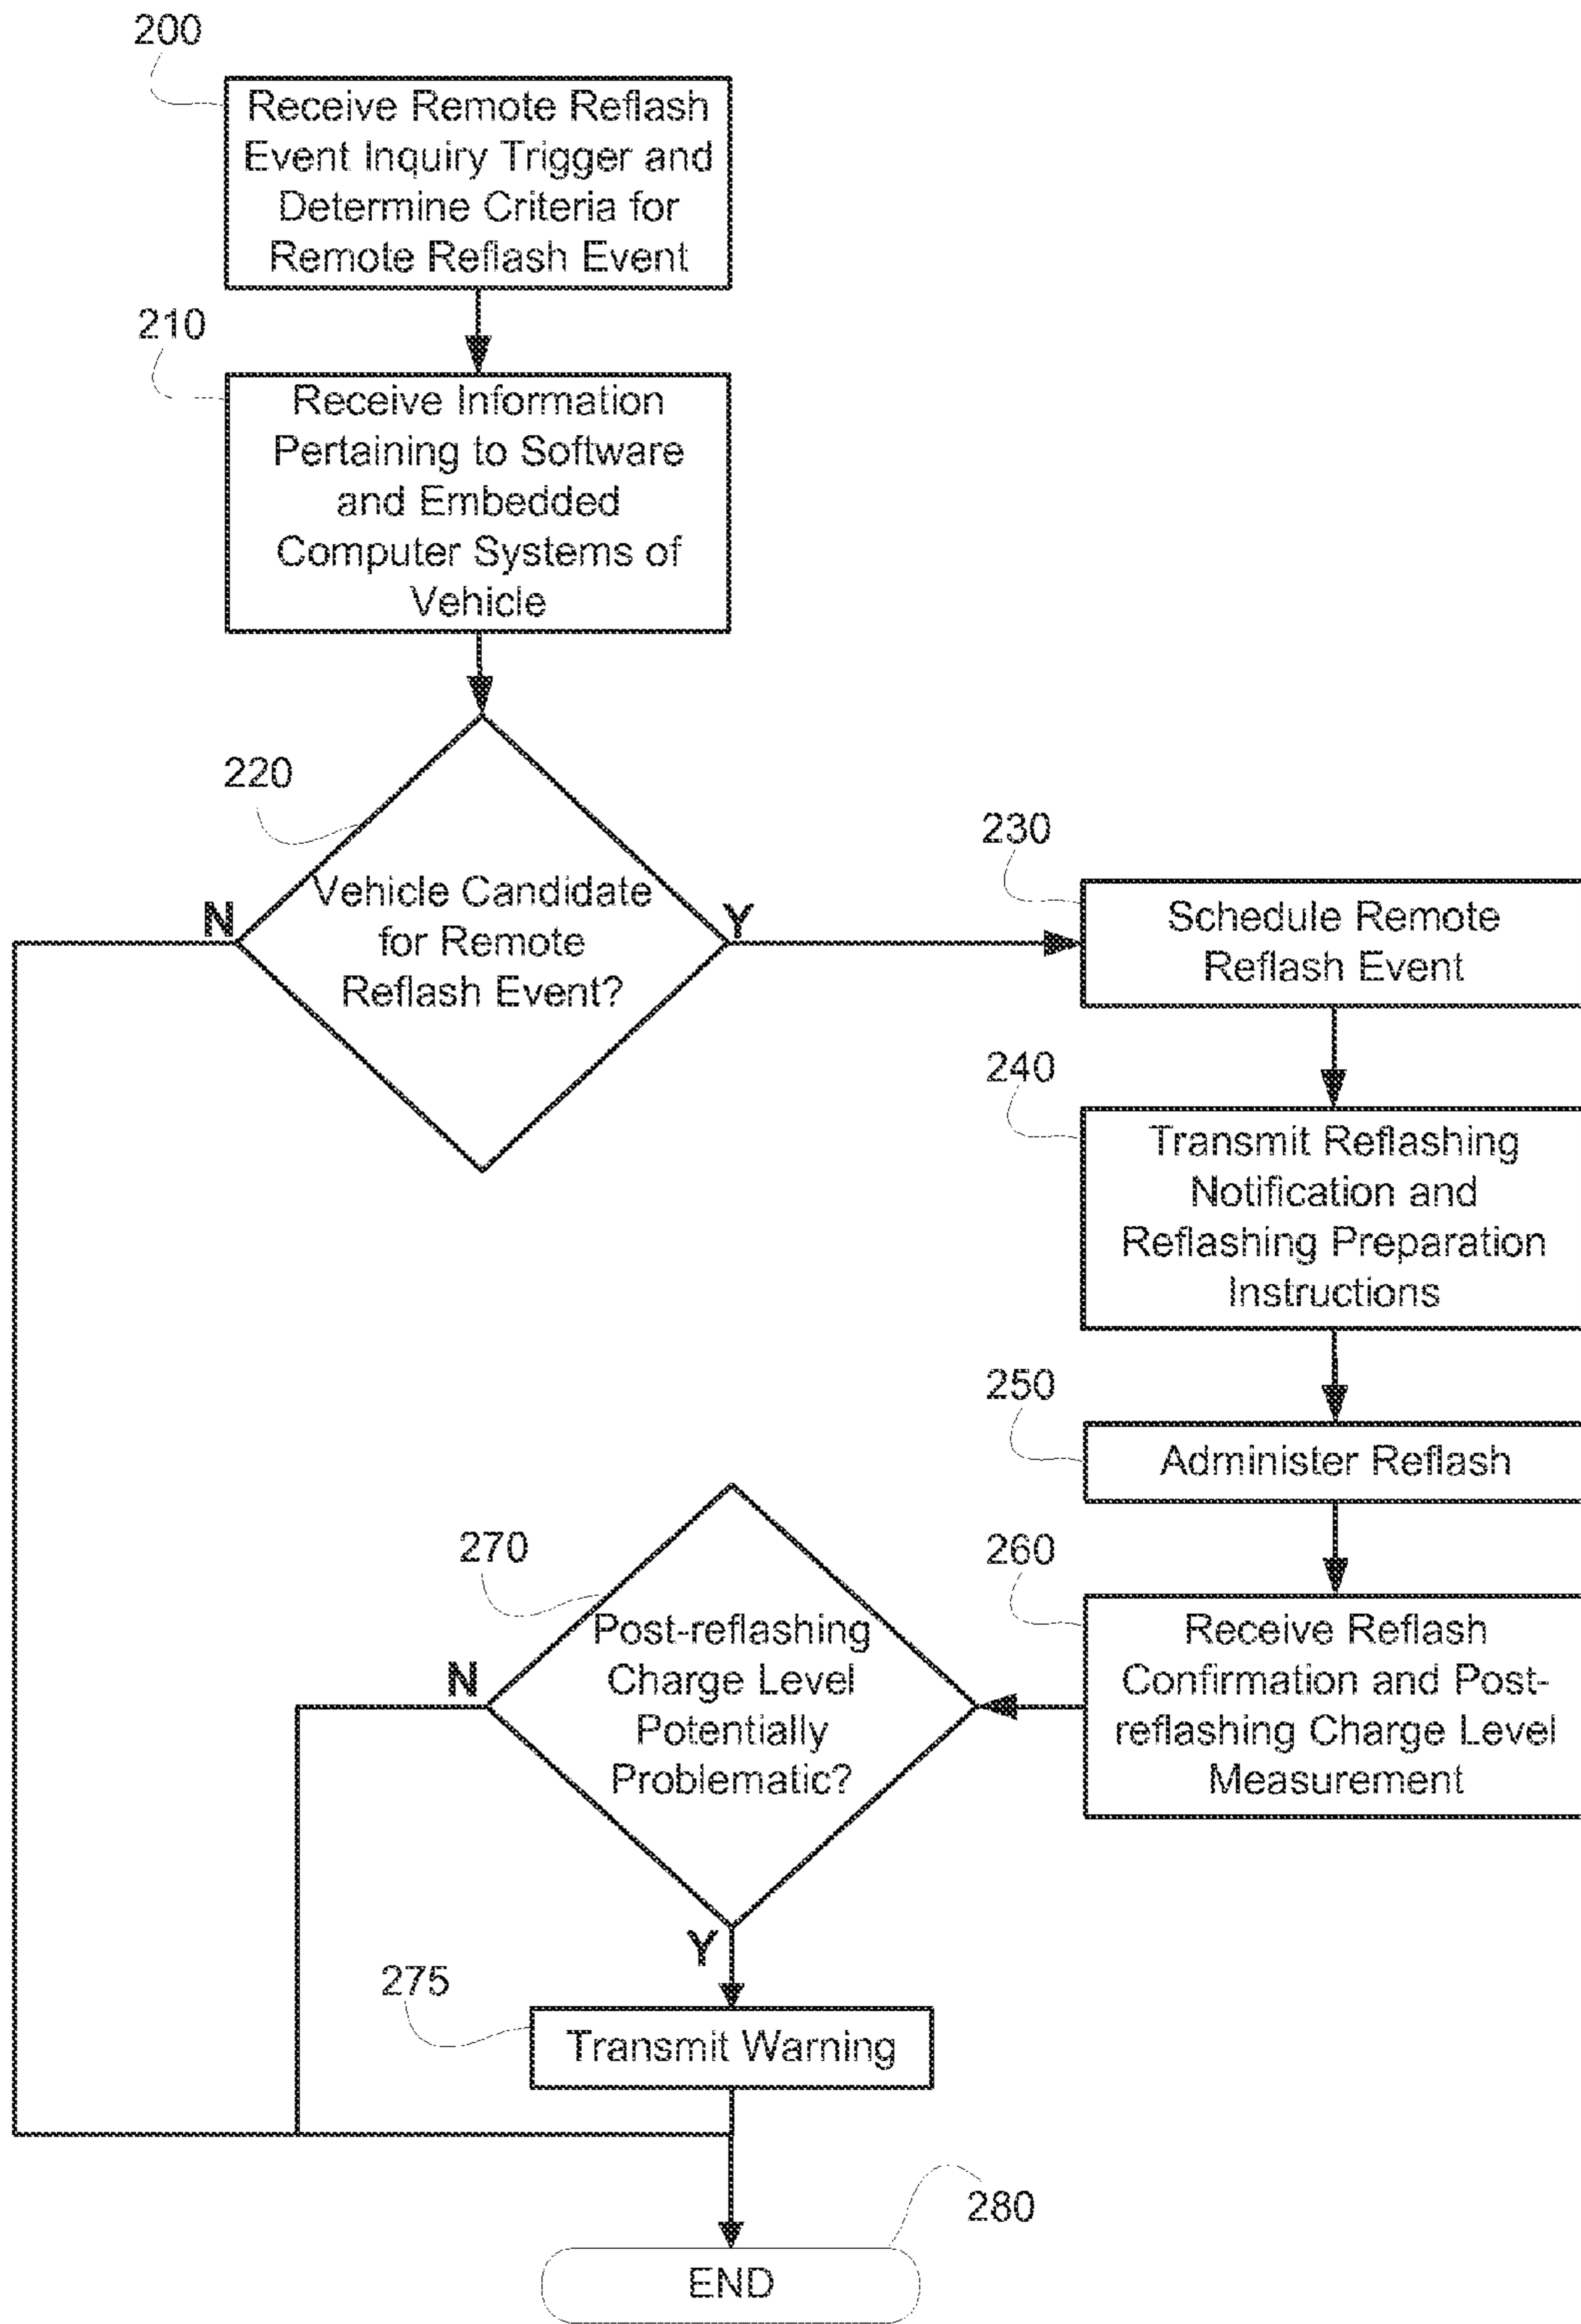 200
Receive Remote Reflash
Event Inquiry Trigger and
Determine Criteria for
Remote Reflash Event
210
Receive Information
Pertaining to Software
and Embedded
Computer Systems of
Vehicle
220
Vehicle Candidate
for Remote
Reflash Event?
N
Y
230
Schedule Remote
Reflash Event
240
Transmit Reflashing
Notification and
Reflashing Preparation
Instructions
250
Administer Reflash
260
Receive Reflash
Confirmation and Post-
reflashing Charge Level
Measurement
270
Post-reflashing
Charge Level
Potentially
Problematic?
N
Y
275
Transmit Warning
280
END